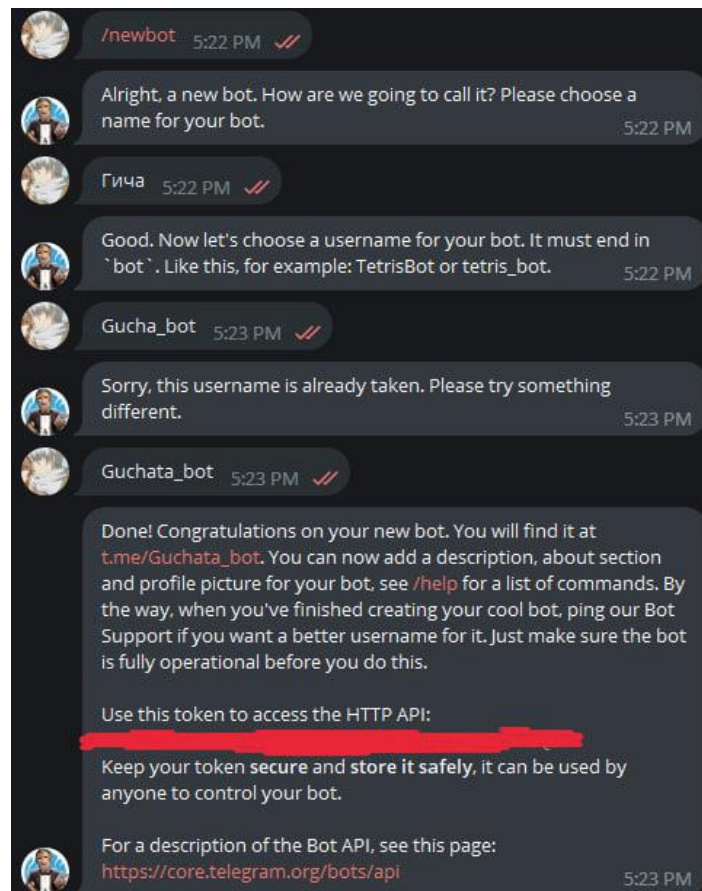 /newbot 5:22 PM
Alright, a new bot. How are we going to call it? Please choose a
name for your bot. 5:22 PM
Гича 5:22 PM
Good. Now let's choose a username for your bot. It must end in
`bot`. Like this, for example: TetrisBot or tetris_bot. 5:22 PM
Gucha_bot 5:23 PM
Sorry, this username is already taken. Please try something
different. 5:23 PM
Guchata_bot 5:23 PM
Done! Congratulations on your new bot. You will find it at
t.me/Guchata_bot. You can now add a description, about section
and profile picture for your bot, see /help for a list of commands. By
the way, when you've finished creating your cool bot, ping our Bot
Support if you want a better username for it. Just make sure the bot
is fully operational before you do this.
Use this token to access the HTTP API:
Keep your token secure and store it safely, it can be used by
anyone to control your bot.
For a description of the Bot API, see this page:
https://core.telegram.org/bots/api 5:23 PM